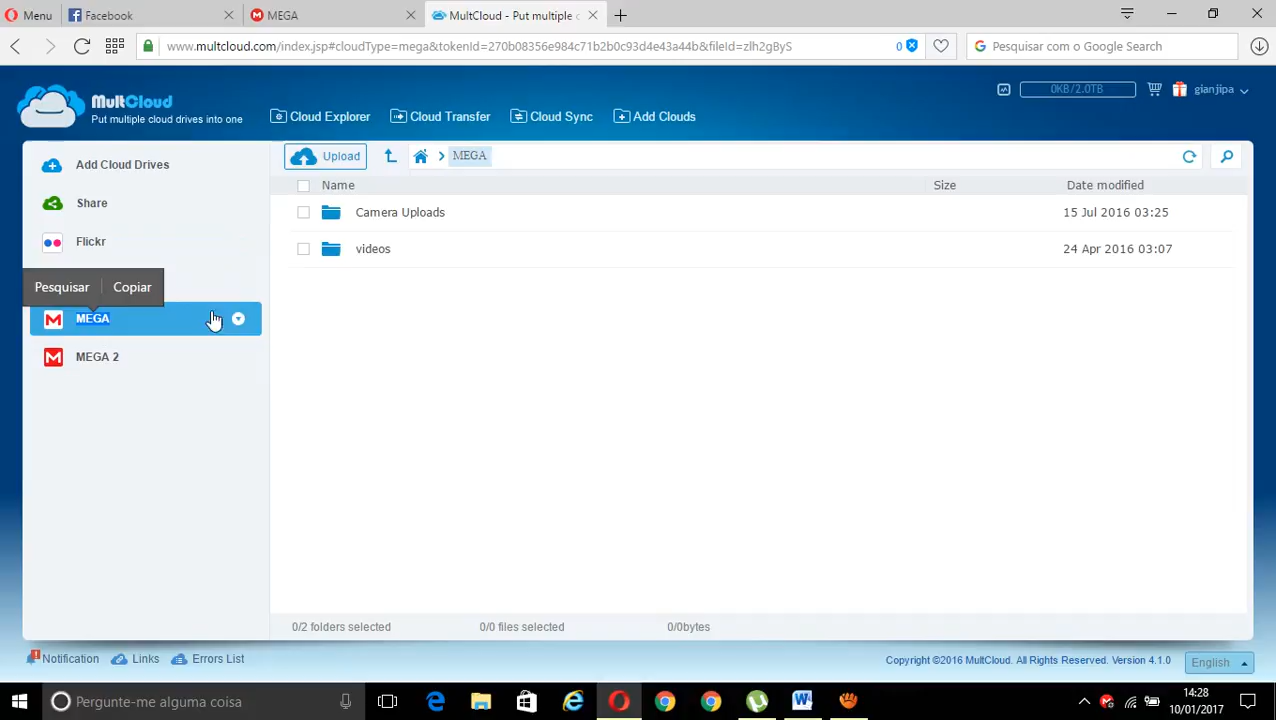 Menu
Facebook
MEGA
MultCloud - Put multiple c
www.multcloud.com/index.jsp#cloudType=mega&tokenId=270b08356e984c71b2b0c93d4e43a44b&fileId=zlh2gByS
0
Pesquisar com o Google Search
MultCloud
Put multiple cloud drives into one
Cloud Explorer
Cloud Transfer
Cloud Sync
Add Clouds
0KB/2.0TB
gianjipa
Add Cloud Drives
Share
Flickr
Pesquisar
Copiar
MEGA
MEGA 2
Upload
MEGA
Name
Size
Date modified
Camera Uploads
15 Jul 2016 03:25
videos
24 Apr 2016 03:07
0/2 folders selected
0/0 files selected
0/0bytes
Notification
Links
Errors List
Copyright ©2016 MultCloud. All Rights Reserved. Version 4.1.0
English
Pergunte-me alguma coisa
14:28
10/01/2017